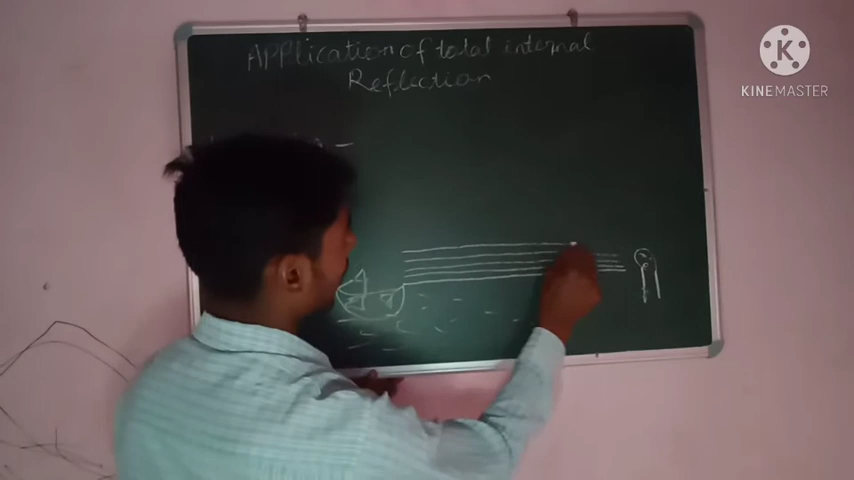 Application of total internal
Reflection
K
KINEMASTER